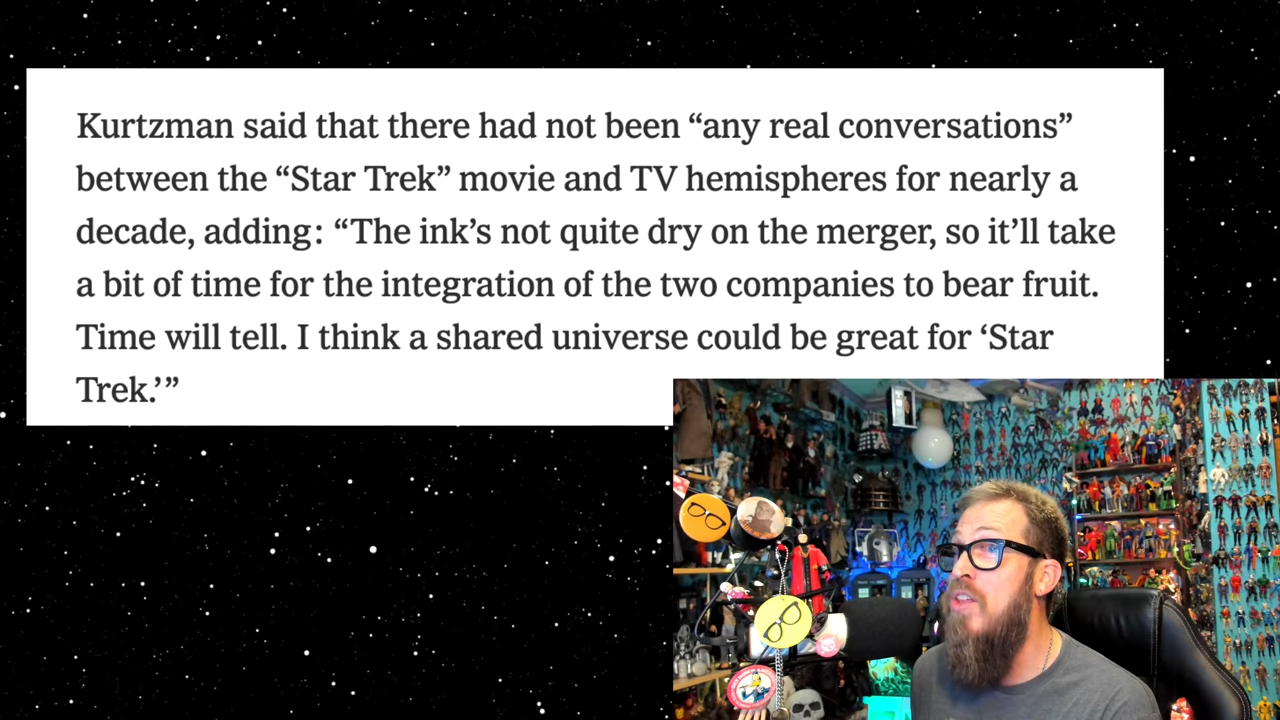 Kurtzman said that there had not been “any real conversations”
between the “Star Trek” movie and TV hemispheres for nearly a
decade, adding: “The ink’s not quite dry on the merger, so it’ll take
a bit of time for the integration of the two companies to bear fruit.
Time will tell. I think a shared universe could be great for ‘Star
Trek.’”